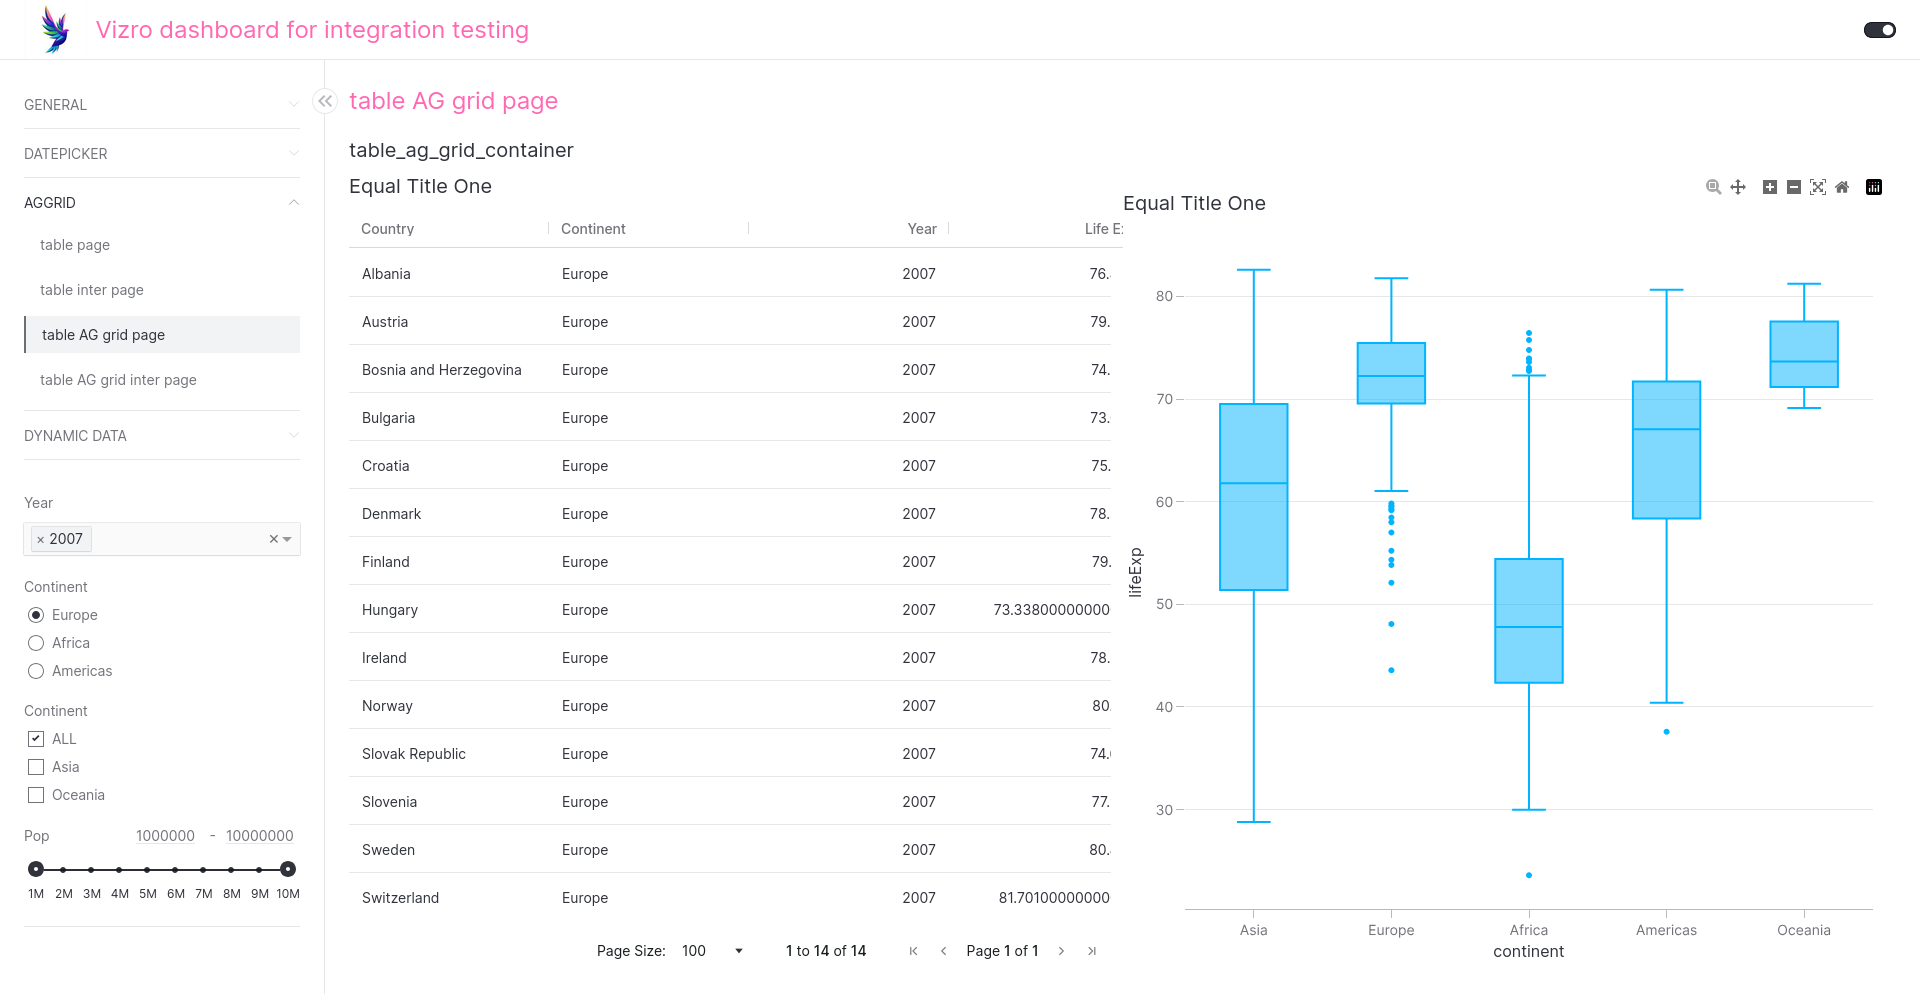 Vizro dashboard for integration testing
GENERAL
DATEPICKER
AGGRID
table page
table inter page
table AG grid page
table AG grid inter page
DYNAMIC DATA
Year
× 2007
Continent
Europe
Africa
Americas
Continent
ALL
Asia
Oceania
Pop 1000000 - 10000000
1M 2M 3M 4M 5M 6M 7M 8M 9M 10M
table AG grid page
table_ag_grid_container
Equal Title One
Country Continent Year Life E
Albania Europe 2007 76.
Austria Europe 2007 79.
Bosnia and Herzegovina Europe 2007 74.
Bulgaria Europe 2007 73.
Croatia Europe 2007 75.
Denmark Europe 2007 78.
Finland Europe 2007 79.
Hungary Europe 2007 73.33800000000
Ireland Europe 2007 78.
Norway Europe 2007 80.
Slovak Republic Europe 2007 74.
Slovenia Europe 2007 77.
Sweden Europe 2007 80.
Switzerland Europe 2007 81.70100000000
Page Size: 100 1 to 14 of 14 Page 1 of 1
Equal Title One
80
70
60
50
40
30
lifeExp
Asia Europe Africa Americas Oceania
continent